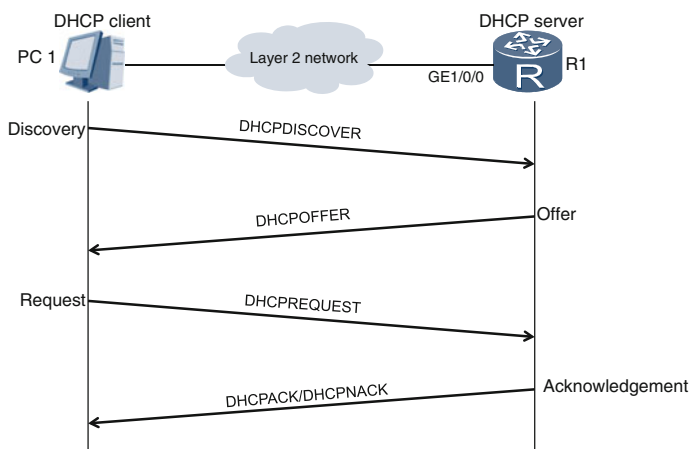 DHCP client
DHCP server
PC 1
Layer 2 network
GE1/0/0
R
R1
Discovery
DHCPDISCOVER
DHCPOFFER
Offer
Request
DHCPREQUEST
DHCPACK/DHCPNACK
Acknowledgement